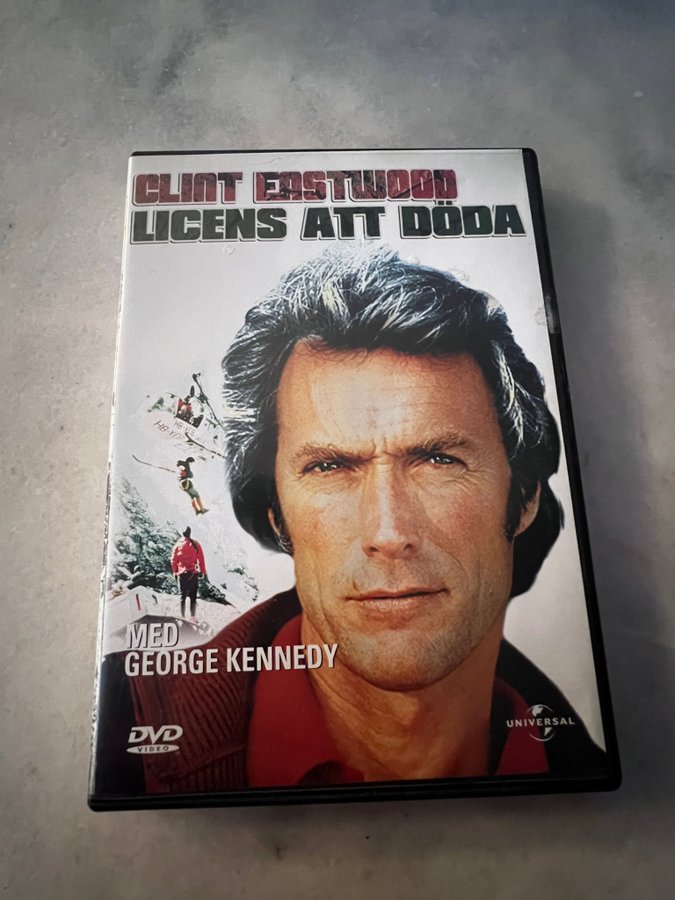 CLINT EASTWOOD
LICENS ATT DÖDA
MED
GEORGE KENNEDY
DVD
VIDEO
UNIVERSAL